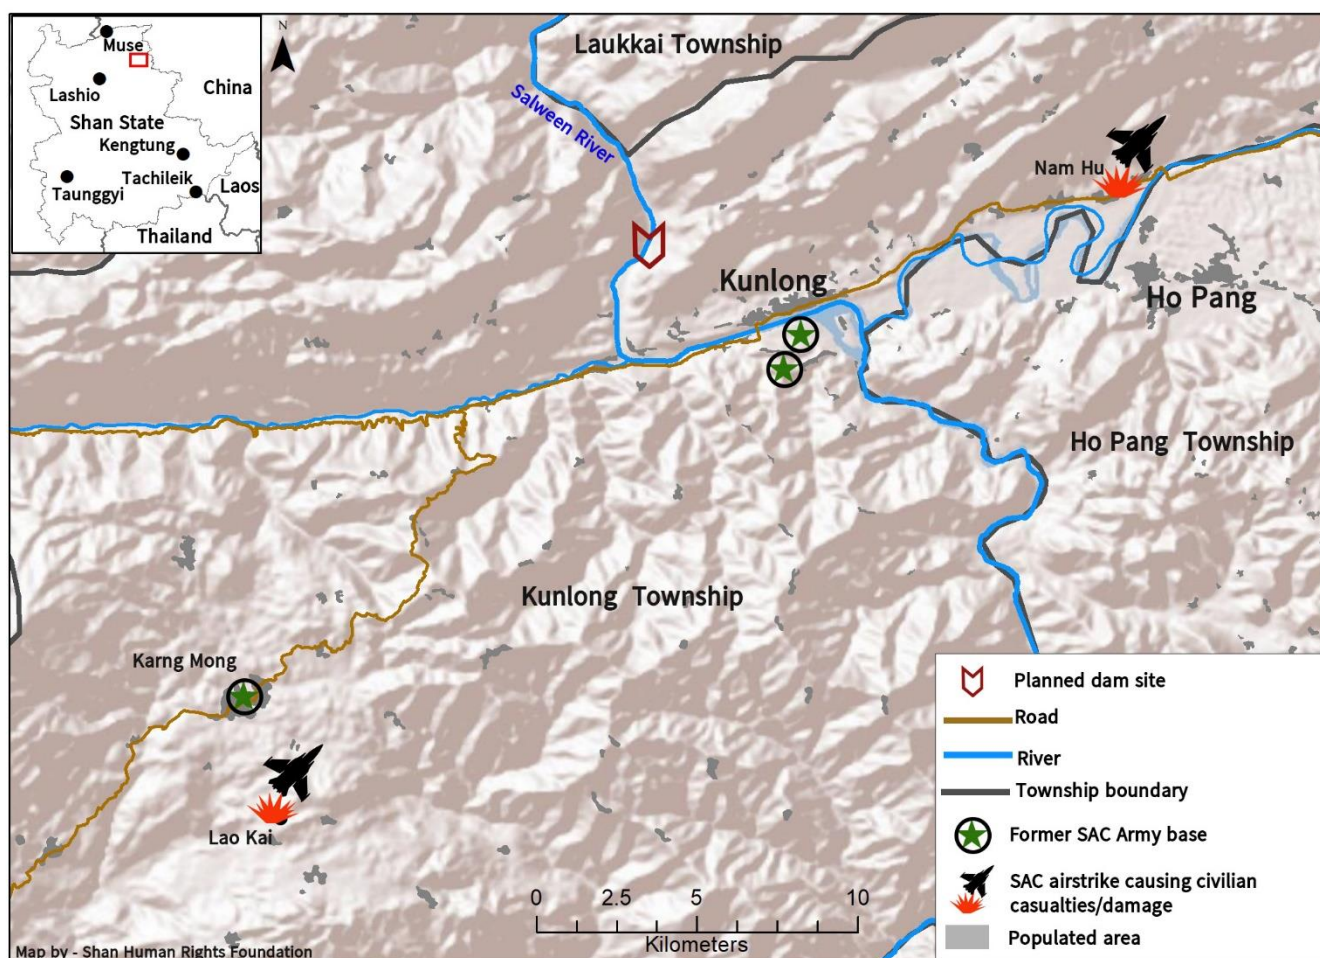 N
Muse
Lashio
China
Shan State
Kengtung
Taunggyi
Tachileik
Laos
Thailand
Laukkai Township
Salween River
Nam Hu
Kunlong
Ho Pang
Ho Pang Township
Kunlong Township
Karng Mong
Lao Kai
Planned dam site
Road
River
Township boundary
Former SAC Army base
SAC airstrike causing civilian
casualties/damage
Populated area
0 2.5 5 10
Kilometers
Map by - Shan Human Rights Foundation